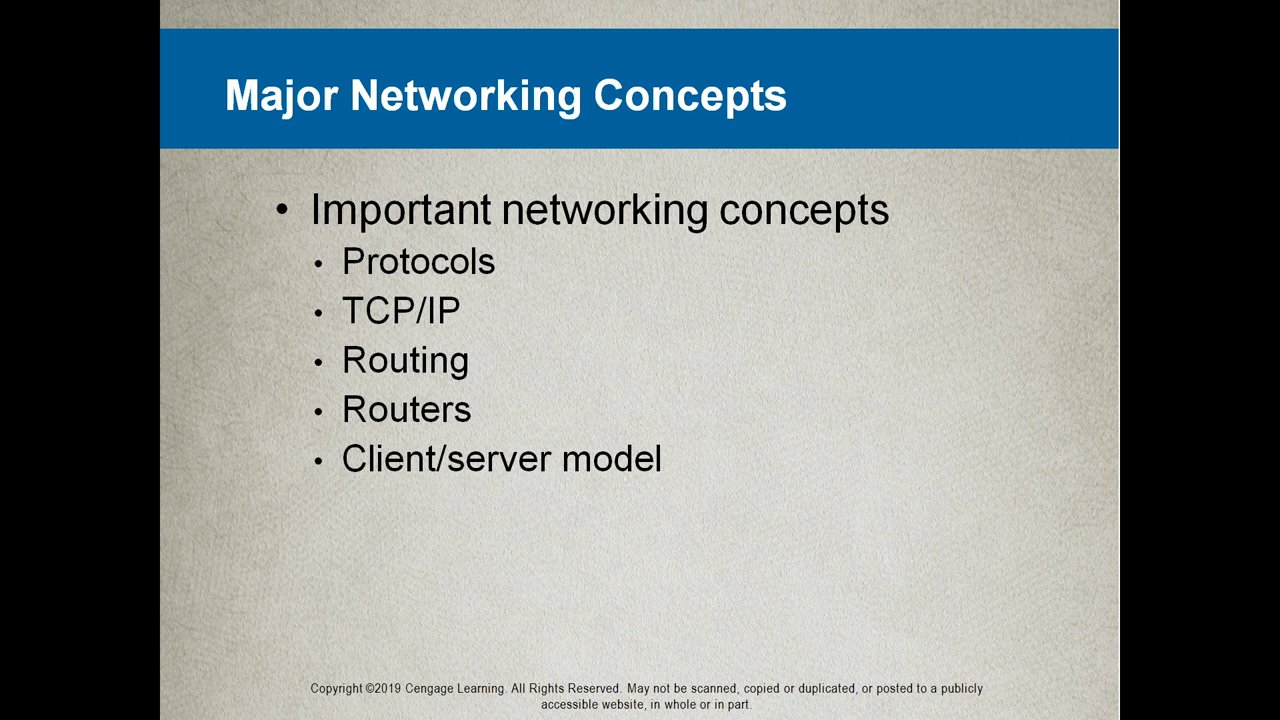 Major Networking Concepts
• Important networking concepts
• Protocols
• TCP/IP
• Routing
• Routers
• Client/server model
Copyright ©2019 Cengage Learning. All Rights Reserved. May not be scanned, copied or duplicated, or posted to a publicly
accessible website, in whole or in part.